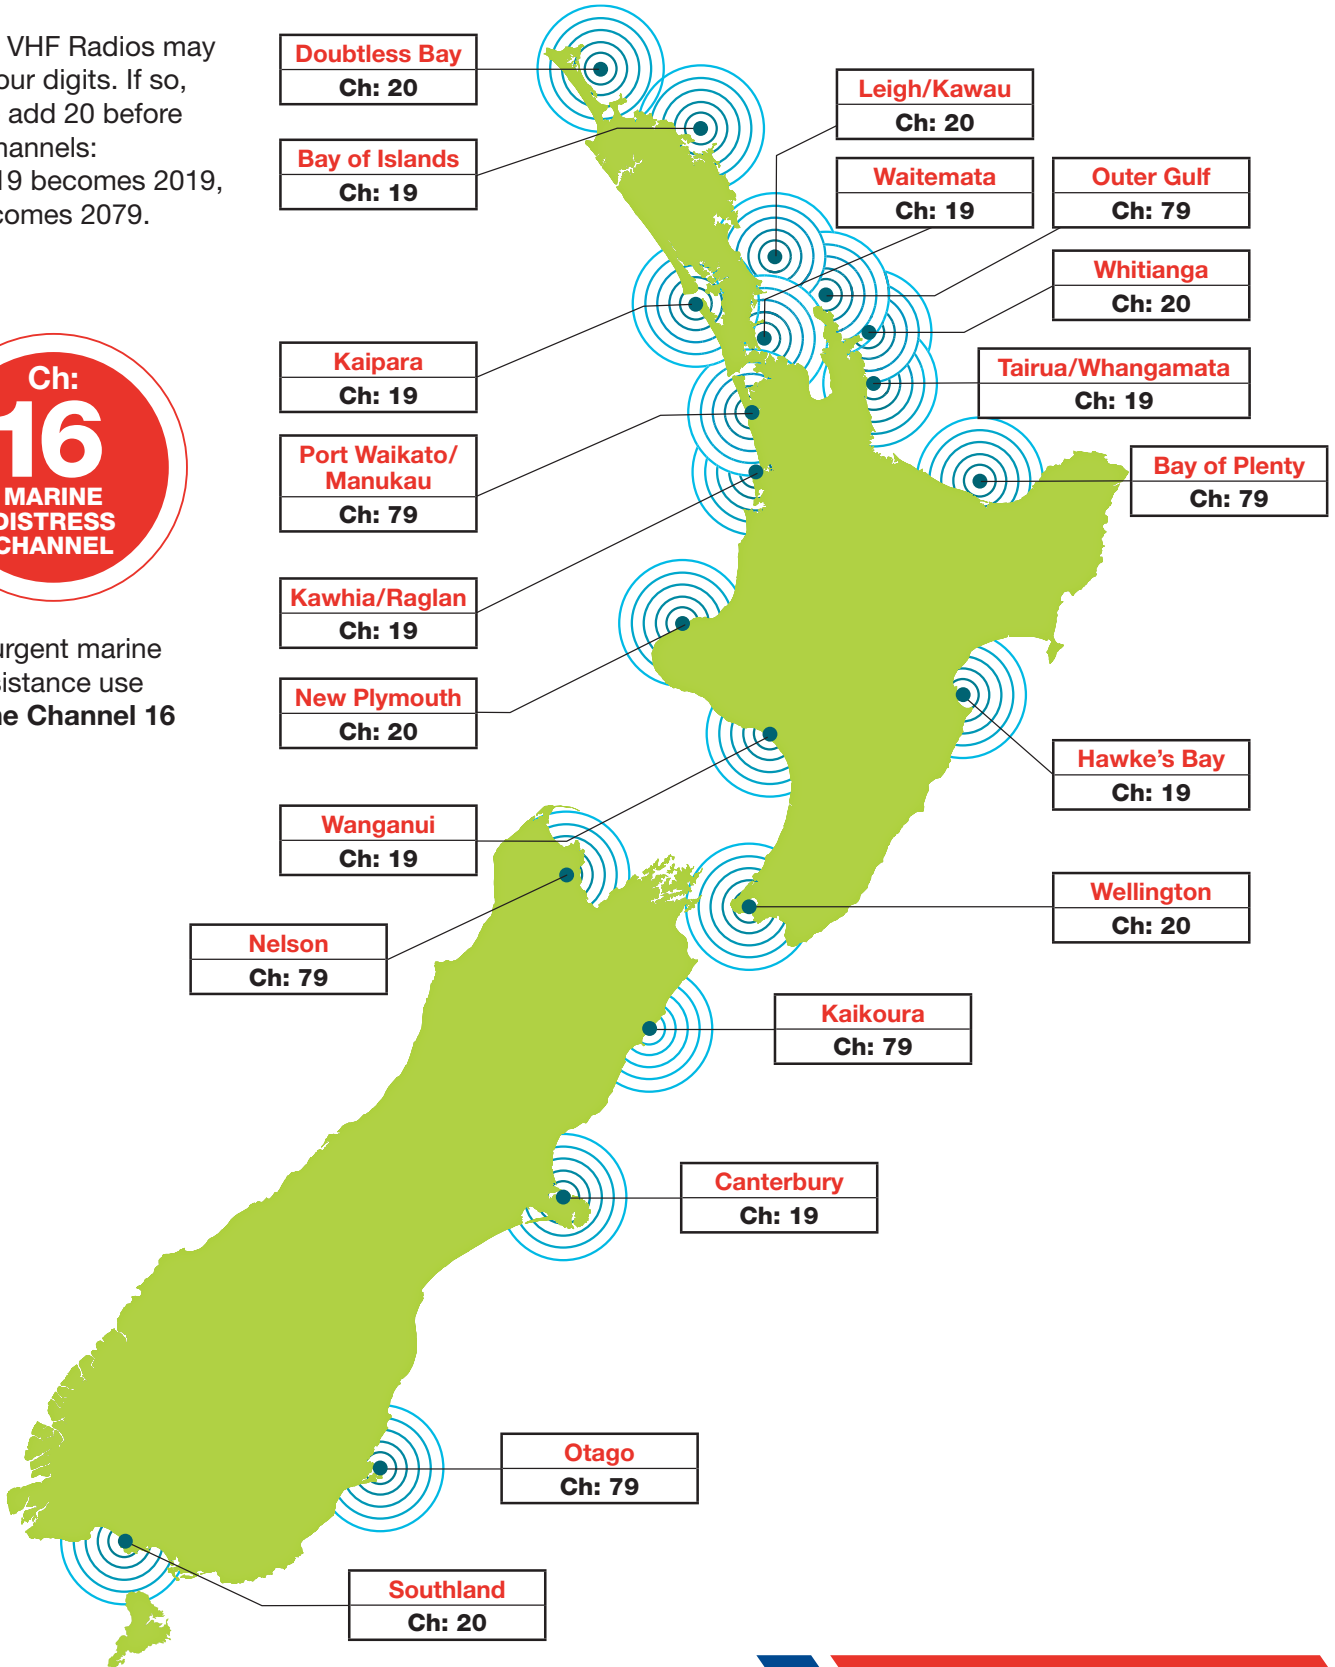 VHF Radios may
our digits. If so,
add 20 before
hannels:
19 becomes 2019,
comes 2079.
Ch:
16
MARINE
DISTRESS
CHANNEL
urgent marine
sistance use
ne Channel 16
Doubtless Bay
Ch: 20
Bay of Islands
Ch: 19
Leigh/Kawau
Ch: 20
Waitemata
Ch: 19
Outer Gulf
Ch: 79
Whitianga
Ch: 20
Kaipara
Ch: 19
Tairua/Whangamata
Ch: 19
Port Waikato/
Manukau
Ch: 79
Bay of Plenty
Ch: 79
Kawhia/Raglan
Ch: 19
New Plymouth
Ch: 20
Hawke's Bay
Ch: 19
Wanganui
Ch: 19
Wellington
Ch: 20
Nelson
Ch: 79
Kaikoura
Ch: 79
Canterbury
Ch: 19
Otago
Ch: 79
Southland
Ch: 20